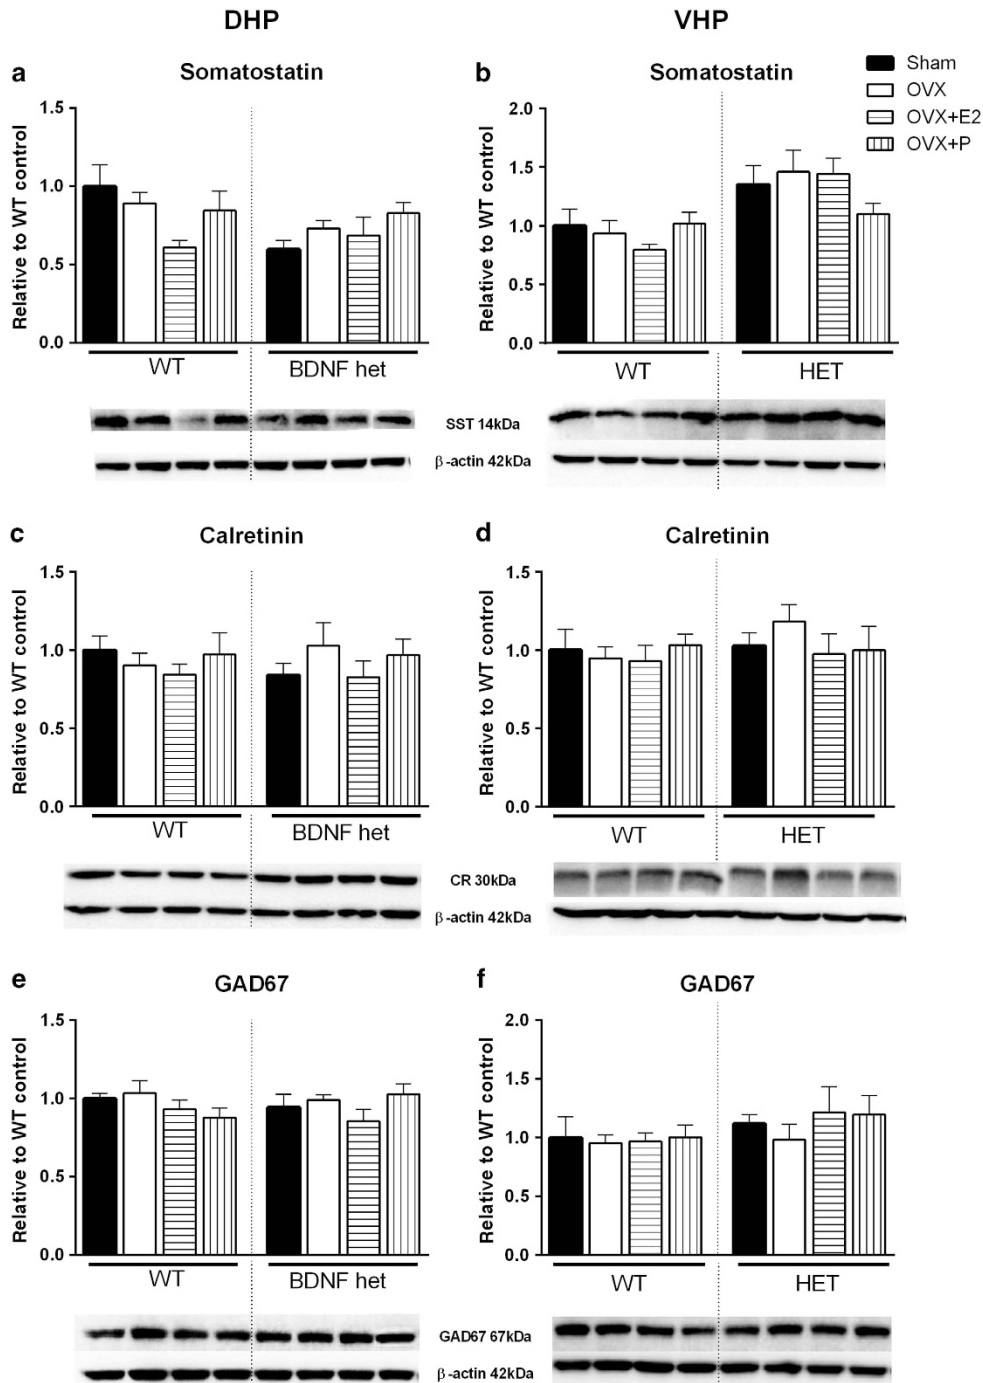 DHP
VHP
a
Somatostatin
b
Somatostatin
Sham
OVX
OVX+E2
OVX+P
Relative to WT control
1.5
1.0
0.5
0.0
WT
BDNF het
Relative to WT control
2.0
1.5
1.0
0.5
0.0
WT
HET
SST 14kDa
β-actin 42kDa
c
Calretinin
d
Calretinin
Relative to WT control
1.5
1.0
0.5
0.0
WT
BDNF het
Relative to WT control
1.5
1.0
0.5
0.0
WT
HET
CR 30kDa
β-actin 42kDa
e
GAD67
f
GAD67
Relative to WT control
1.5
1.0
0.5
0.0
WT
BDNF het
Relative to WT control
2.0
1.5
1.0
0.5
0.0
WT
HET
GAD67 67kDa
β-actin 42kDa